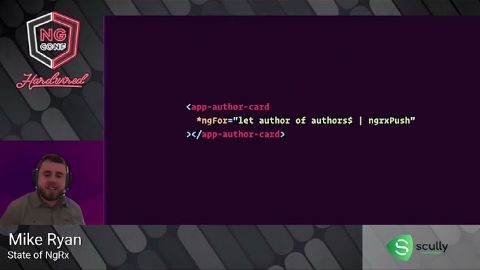 NG
CONF
Hardwired
<app-author-card
*ngFor="let author of authors$ | ngrxPush"
></app-author-card>
Mike Ryan
State of NgRx
S scully